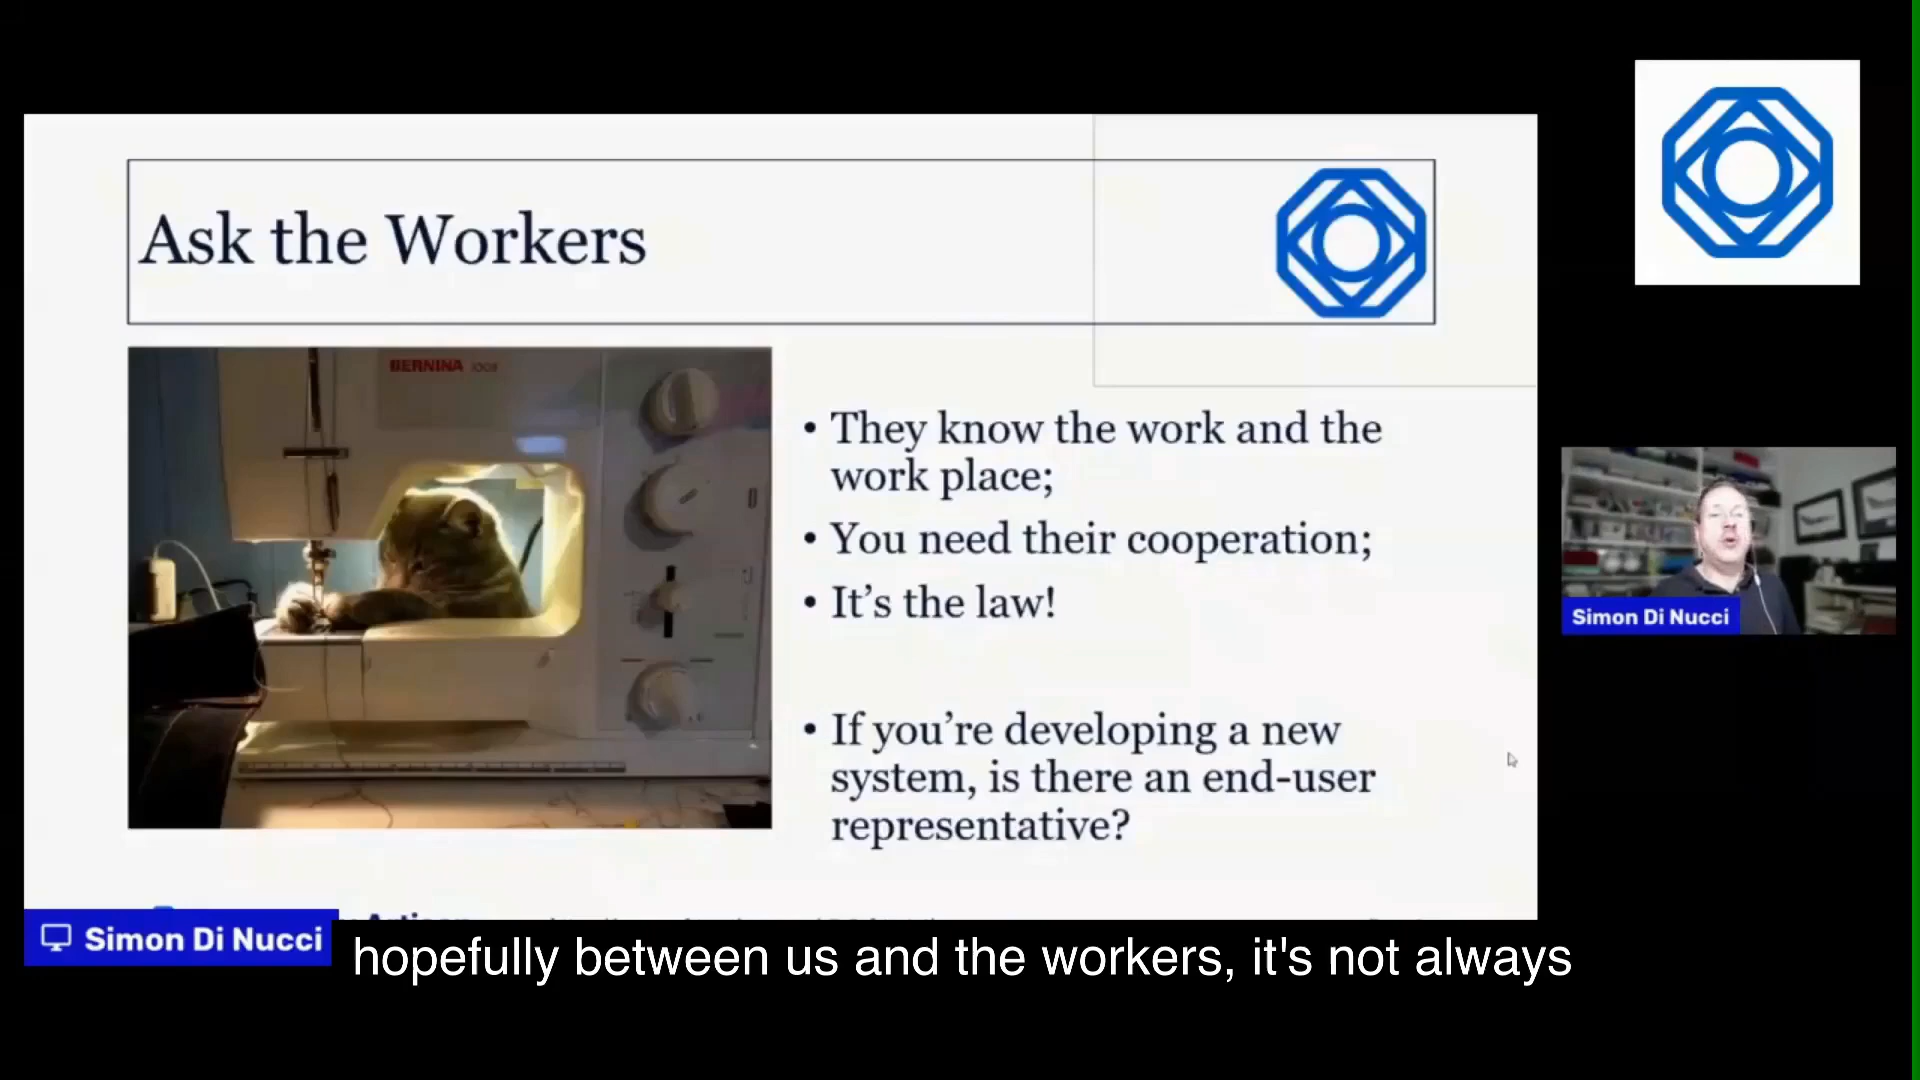 Ask the Workers
BERNINA 1008
• They know the work and the
work place;
• You need their cooperation;
• It's the law!
• If you're developing a new
system, is there an end-user
representative?
Simon Di Nucci
Simon Di Nucci
hopefully between us and the workers, it's not always